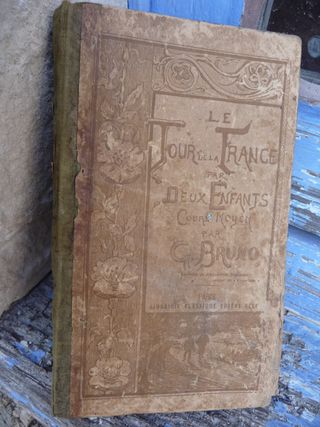 LE
TOUR DE LA FRANCE
PAR
DEUX ENFANTS
COURS MOYEN
PAR
G. BRUNO
PARIS
LIBRAIRIE CLASSIQUE EUGÈNE BELIN